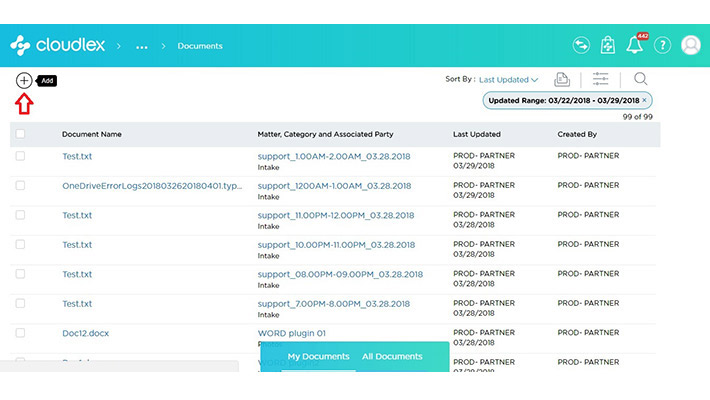 cloudlex > ... > Documents
442
?
Add
Sort By : Last Updated
Updated Range: 03/22/2018 - 03/29/2018 ×
99 of 99
Document Name Matter, Category and Associated Party Last Updated Created By
Test.txt support_1.00AM-2.00AM_03.28.2018 PROD- PARTNER PROD- PARTNER
Intake 03/29/2018
OneDriveErrorLogs2018032620180401.typ... support_1200AM-1.00AM_03.28.2018 PROD- PARTNER PROD- PARTNER
Intake 03/29/2018
Test.txt support_11.00PM-12.00PM_03.28.2018 PROD- PARTNER PROD- PARTNER
Intake 03/28/2018
Test.txt support_10.00PM-11.00PM_03.28.2018 PROD- PARTNER PROD- PARTNER
Intake 03/28/2018
Test.txt support_08.00PM-09.00PM_03.28.2018 PROD- PARTNER PROD- PARTNER
Intake 03/28/2018
Test.txt support_7.00PM-8.00PM_03.28.2018 PROD- PARTNER PROD- PARTNER
Intake 03/28/2018
Doc12.docx WORD plugin 01 PROD- PARTNER PROD- PARTNER
03/28/2018
My Documents All Documents
PROD- PARTNER PROD- PARTNER
03/28/2018